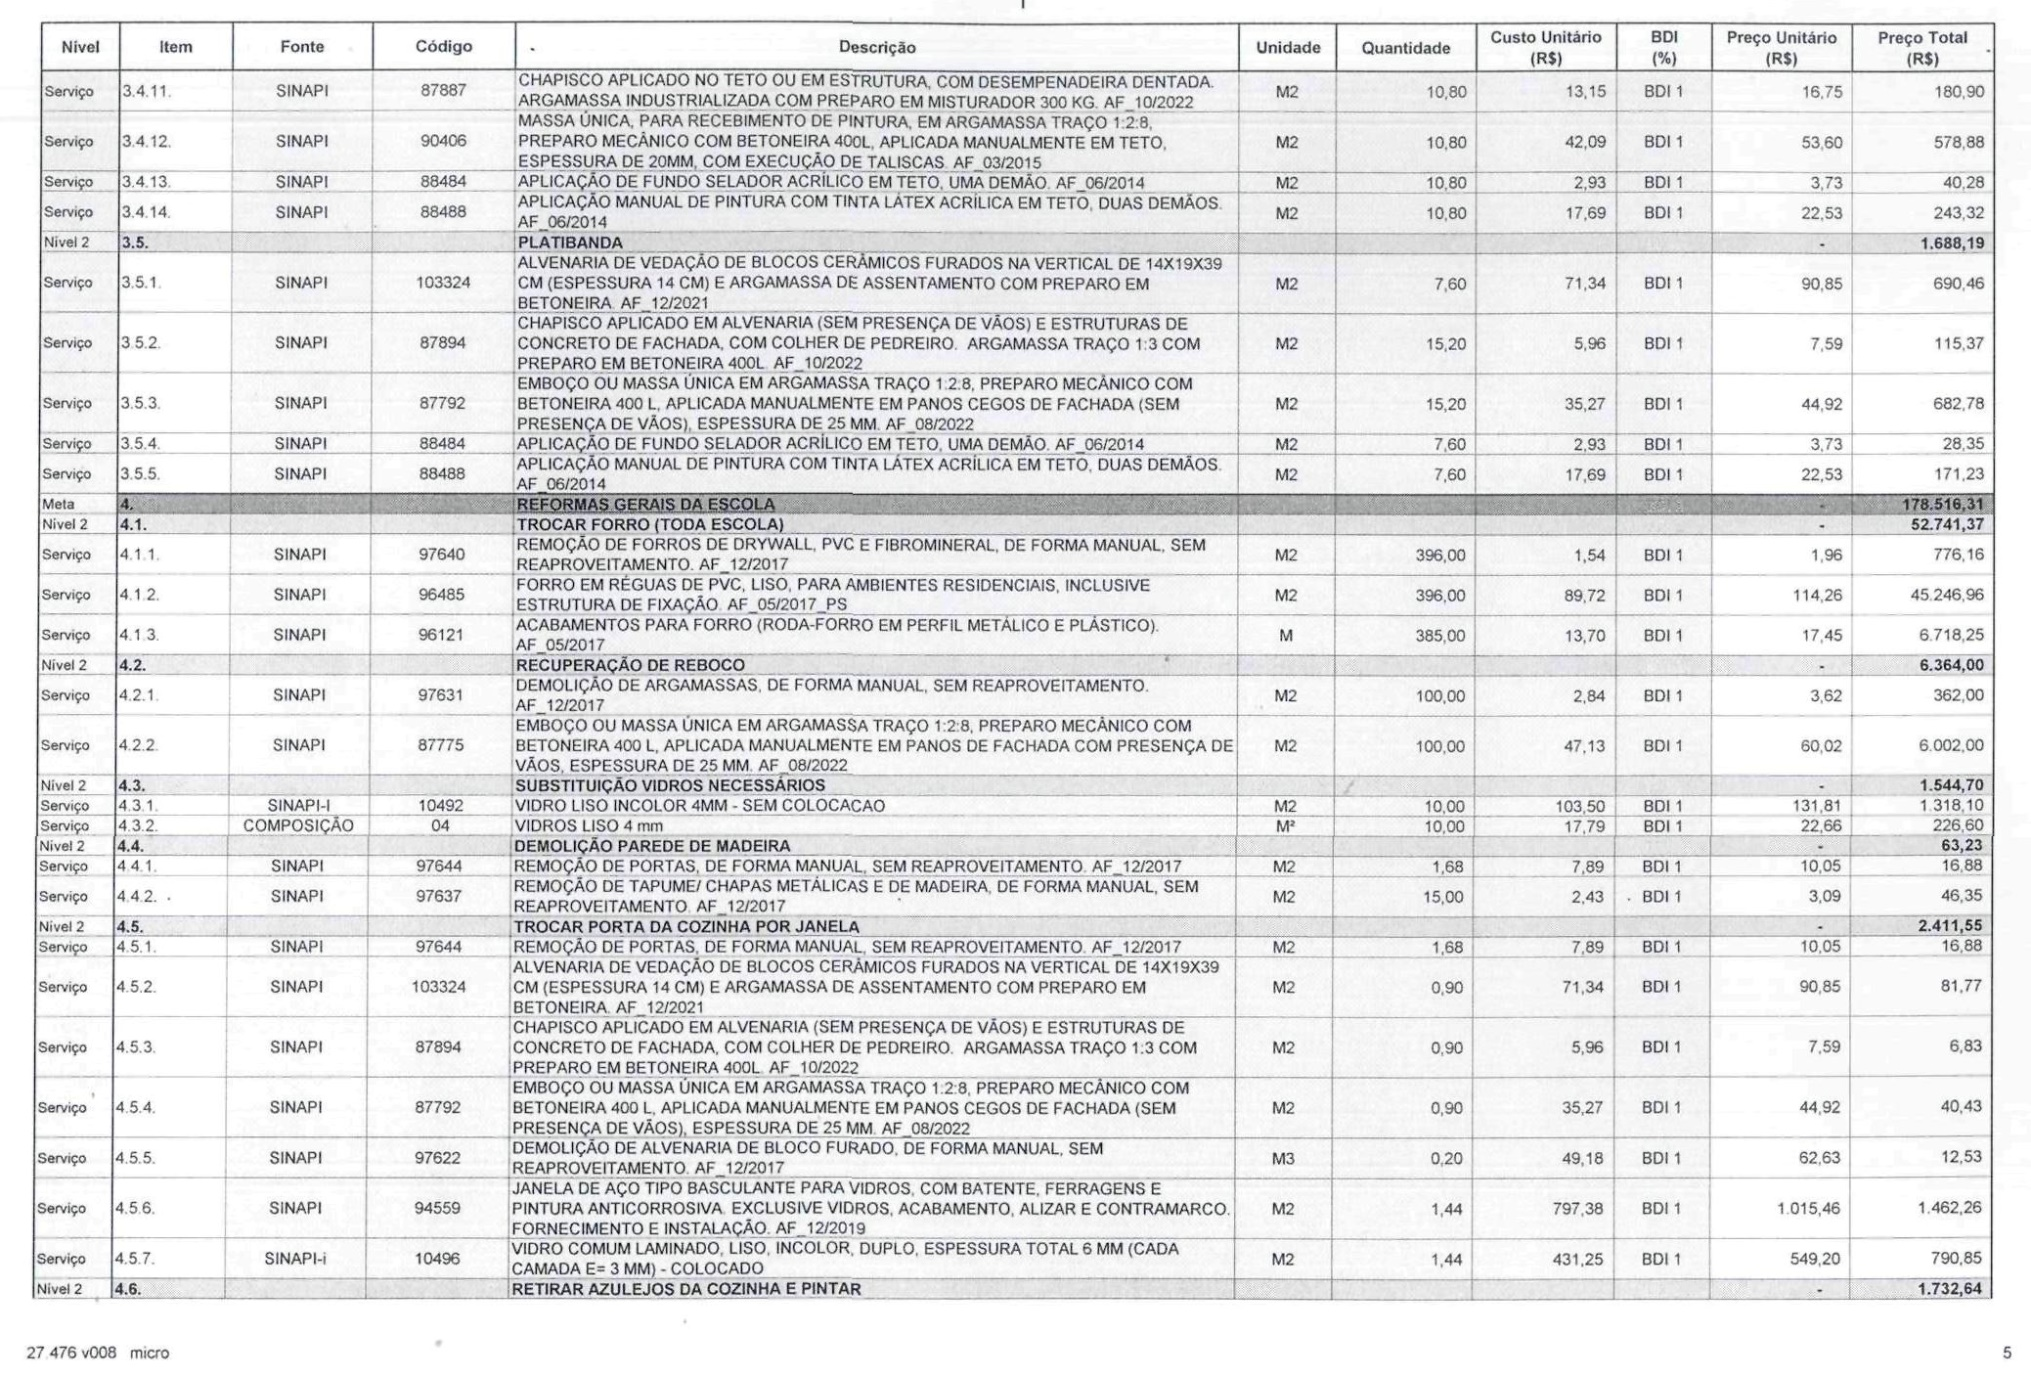 Nível Item Fonte Código Descrição Unidade Quantidade Custo Unitário (R$) BDI (%) Preço Unitário (R$) Preço Total (R$)
Serviço 3.4.11. SINAPI 87887 CHAPISCO APLICADO NO TETO OU EM ESTRUTURA, COM DESEMPENADEIRA DENTADA. M2 10,80 13,15 BDI 1 16,75 180,90
ARGAMASSA INDUSTRIALIZADA COM PREPARO EM MISTURADOR 300 KG. AF_10/2022
Serviço 3.4.12. SINAPI 90406 MASSA ÚNICA, PARA RECEBIMENTO DE PINTURA, EM ARGAMASSA TRAÇO 1:2:8, M2 10,80 42,09 BDI 1 53,60 578,88
PREPARO MECÂNICO COM BETONEIRA 400L, APLICADA MANUALMENTE EM TETO,
ESPESSURA DE 20MM, COM EXECUÇÃO DE TALISCAS. AF_03/2015
Serviço 3.4.13. SINAPI 88484 APLICAÇÃO DE FUNDO SELADOR ACRÍLICO EM TETO, UMA DEMÃO. AF_06/2014 M2 10,80 2,93 BDI 1 3,73 40,28
Serviço 3.4.14. SINAPI 88488 APLICAÇÃO MANUAL DE PINTURA COM TINTA LÁTEX ACRÍLICA EM TETO, DUAS DEMÃOS. M2 10,80 17,69 BDI 1 22,53 243,32
AF_06/2014
Nível 2 3.5. PLATIBANDA - 1.688,19
Serviço 3.5.1. SINAPI 103324 ALVENARIA DE VEDAÇÃO DE BLOCOS CERÂMICOS FURADOS NA VERTICAL DE 14X19X39 M2 7,60 71,34 BDI 1 90,85 690,46
CM (ESPESSURA 14 CM) E ARGAMASSA DE ASSENTAMENTO COM PREPARO EM
BETONEIRA. AF_12/2021
Serviço 3.5.2. SINAPI 87894 CHAPISCO APLICADO EM ALVENARIA (SEM PRESENÇA DE VÃOS) E ESTRUTURAS DE M2 15,20 5,96 BDI 1 7,59 115,37
CONCRETO DE FACHADA, COM COLHER DE PEDREIRO. ARGAMASSA TRAÇO 1:3 COM
PREPARO EM BETONEIRA 400L. AF_10/2022
Serviço 3.5.3. SINAPI 87792 EMBOÇO OU MASSA ÚNICA EM ARGAMASSA TRAÇO 1:2:8, PREPARO MECÂNICO COM M2 15,20 35,27 BDI 1 44,92 682,78
BETONEIRA 400 L, APLICADA MANUALMENTE EM PANOS CEGOS DE FACHADA (SEM
PRESENÇA DE VÃOS), ESPESSURA DE 25 MM. AF_08/2022
Serviço 3.5.4. SINAPI 88484 APLICAÇÃO DE FUNDO SELADOR ACRÍLICO EM TETO, UMA DEMÃO. AF_06/2014 M2 7,60 2,93 BDI 1 3,73 28,35
Serviço 3.5.5. SINAPI 88488 APLICAÇÃO MANUAL DE PINTURA COM TINTA LÁTEX ACRÍLICA EM TETO, DUAS DEMÃOS. M2 7,60 17,69 BDI 1 22,53 171,23
AF_06/2014
Meta 4. REFORMAS GERAIS DA ESCOLA - 178.516,31
Nível 2 4.1. TROCAR FORRO (TODA ESCOLA) - 52.741,37
Serviço 4.1.1. SINAPI 97640 REMOÇÃO DE FORROS DE DRYWALL, PVC E FIBROMINERAL, DE FORMA MANUAL, SEM M2 396,00 1,54 BDI 1 1,96 776,16
REAPROVEITAMENTO. AF_12/2017
Serviço 4.1.2. SINAPI 96485 FORRO EM RÉGUAS DE PVC, LISO, PARA AMBIENTES RESIDENCIAIS, INCLUSIVE M2 396,00 89,72 BDI 1 114,26 45.246,96
ESTRUTURA DE FIXAÇÃO. AF_05/2017_PS
Serviço 4.1.3. SINAPI 96121 ACABAMENTOS PARA FORRO (RODA-FORRO EM PERFIL METÁLICO E PLÁSTICO). M 385,00 13,70 BDI 1 17,45 6.718,25
AF_05/2017
Nível 2 4.2. RECUPERAÇÃO DE REBOCO - 6.364,00
Serviço 4.2.1. SINAPI 97631 DEMOLIÇÃO DE ARGAMASSAS, DE FORMA MANUAL, SEM REAPROVEITAMENTO. M2 100,00 2,84 BDI 1 3,62 362,00
AF_12/2017
Serviço 4.2.2. SINAPI 87775 EMBOÇO OU MASSA ÚNICA EM ARGAMASSA TRAÇO 1:2:8, PREPARO MECÂNICO COM M2 100,00 47,13 BDI 1 60,02 6.002,00
BETONEIRA 400 L, APLICADA MANUALMENTE EM PANOS DE FACHADA COM PRESENÇA DE
VÃOS, ESPESSURA DE 25 MM. AF_08/2022
Nível 2 4.3. SUBSTITUIÇÃO VIDROS NECESSÁRIOS - 1.544,70
Serviço 4.3.1. SINAPI-I 10492 VIDRO LISO INCOLOR 4MM - SEM COLOCACAO M2 10,00 103,50 BDI 1 131,81 1.318,10
Serviço 4.3.2. COMPOSIÇÃO 04 VIDROS LISO 4 mm M² 10,00 17,79 BDI 1 22,66 226,60
Nível 2 4.4. DEMOLIÇÃO PAREDE DE MADEIRA - 63,23
Serviço 4.4.1. SINAPI 97644 REMOÇÃO DE PORTAS, DE FORMA MANUAL, SEM REAPROVEITAMENTO. AF_12/2017 M2 1,68 7,89 BDI 1 10,05 16,88
Serviço 4.4.2. SINAPI 97637 REMOÇÃO DE TAPUME/ CHAPAS METÁLICAS E DE MADEIRA, DE FORMA MANUAL, SEM M2 15,00 2,43 BDI 1 3,09 46,35
REAPROVEITAMENTO. AF_12/2017
Nível 2 4.5. TROCAR PORTA DA COZINHA POR JANELA - 2.411,55
Serviço 4.5.1. SINAPI 97644 REMOÇÃO DE PORTAS, DE FORMA MANUAL, SEM REAPROVEITAMENTO. AF_12/2017 M2 1,68 7,89 BDI 1 10,05 16,88
Serviço 4.5.2. SINAPI 103324 ALVENARIA DE VEDAÇÃO DE BLOCOS CERÂMICOS FURADOS NA VERTICAL DE 14X19X39 M2 0,90 71,34 BDI 1 90,85 81,77
CM (ESPESSURA 14 CM) E ARGAMASSA DE ASSENTAMENTO COM PREPARO EM
BETONEIRA. AF_12/2021
Serviço 4.5.3. SINAPI 87894 CHAPISCO APLICADO EM ALVENARIA (SEM PRESENÇA DE VÃOS) E ESTRUTURAS DE M2 0,90 5,96 BDI 1 7,59 6,83
CONCRETO DE FACHADA, COM COLHER DE PEDREIRO. ARGAMASSA TRAÇO 1:3 COM
PREPARO EM BETONEIRA 400L. AF_10/2022
Serviço 4.5.4. SINAPI 87792 EMBOÇO OU MASSA ÚNICA EM ARGAMASSA TRAÇO 1:2:8, PREPARO MECÂNICO COM M2 0,90 35,27 BDI 1 44,92 40,43
BETONEIRA 400 L, APLICADA MANUALMENTE EM PANOS CEGOS DE FACHADA (SEM
PRESENÇA DE VÃOS), ESPESSURA DE 25 MM. AF_08/2022
Serviço 4.5.5. SINAPI 97622 DEMOLIÇÃO DE ALVENARIA DE BLOCO FURADO, DE FORMA MANUAL, SEM M3 0,20 49,18 BDI 1 62,63 12,53
REAPROVEITAMENTO. AF_12/2017
Serviço 4.5.6. SINAPI 94559 JANELA DE AÇO TIPO BASCULANTE PARA VIDROS, COM BATENTE, FERRAGENS E M2 1,44 797,38 BDI 1 1.015,46 1.462,26
PINTURA ANTICORROSIVA. EXCLUSIVE VIDROS, ACABAMENTO, ALIZAR E CONTRAMARCO.
FORNECIMENTO E INSTALAÇÃO. AF_12/2019
Serviço 4.5.7. SINAPI-i 10496 VIDRO COMUM LAMINADO, LISO, INCOLOR, DUPLO, ESPESSURA TOTAL 6 MM (CADA M2 1,44 431,25 BDI 1 549,20 790,85
CAMADA E= 3 MM) - COLOCADO
Nível 2 4.6. RETIRAR AZULEJOS DA COZINHA E PINTAR - 1.732,64
27.476 v008 micro 5